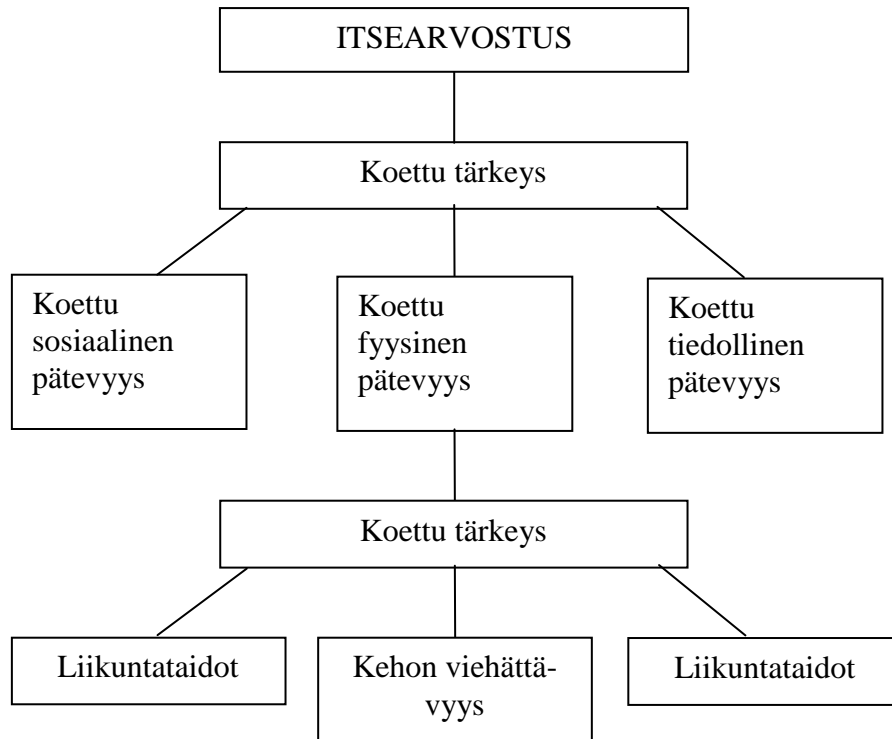 ITSEARVOSTUS
Koettu tärkeys
Koettu
sosiaalinen
pätevyys
Koettu
fyysinen
pätevyys
Koettu
tiedollinen
pätevyys
Koettu tärkeys
Liikuntataidot
Kehon viehättä-
vyys
Liikuntataidot